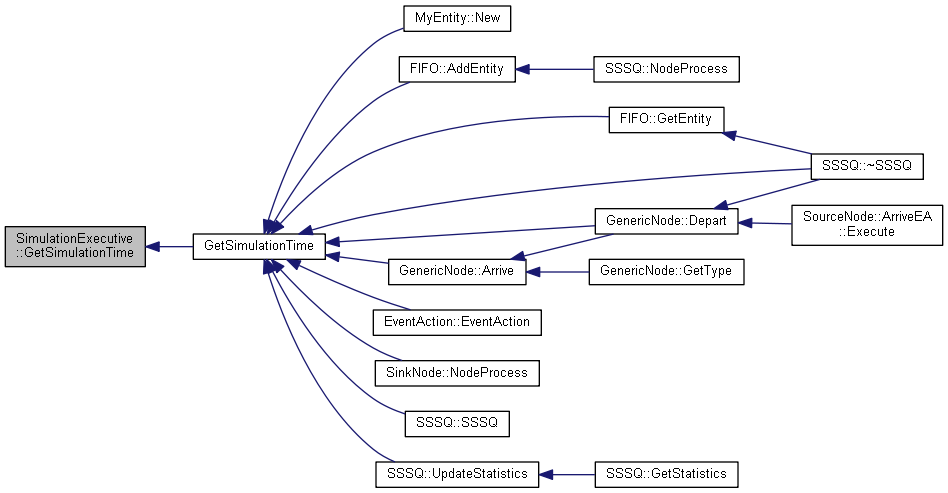 MyEntity::New
FIFO::AddEntity
SSSQ::NodeProcess
FIFO::GetEntity
SSSQ::~SSSQ
GenericNode::Depart
SourceNode::ArriveEA
::Execute
SimulationExecutive
::GetSimulationTime
GetSimulationTime
GenericNode::Arrive
GenericNode::GetType
EventAction::EventAction
SinkNode::NodeProcess
SSSQ::SSSQ
SSSQ::UpdateStatistics
SSSQ::GetStatistics